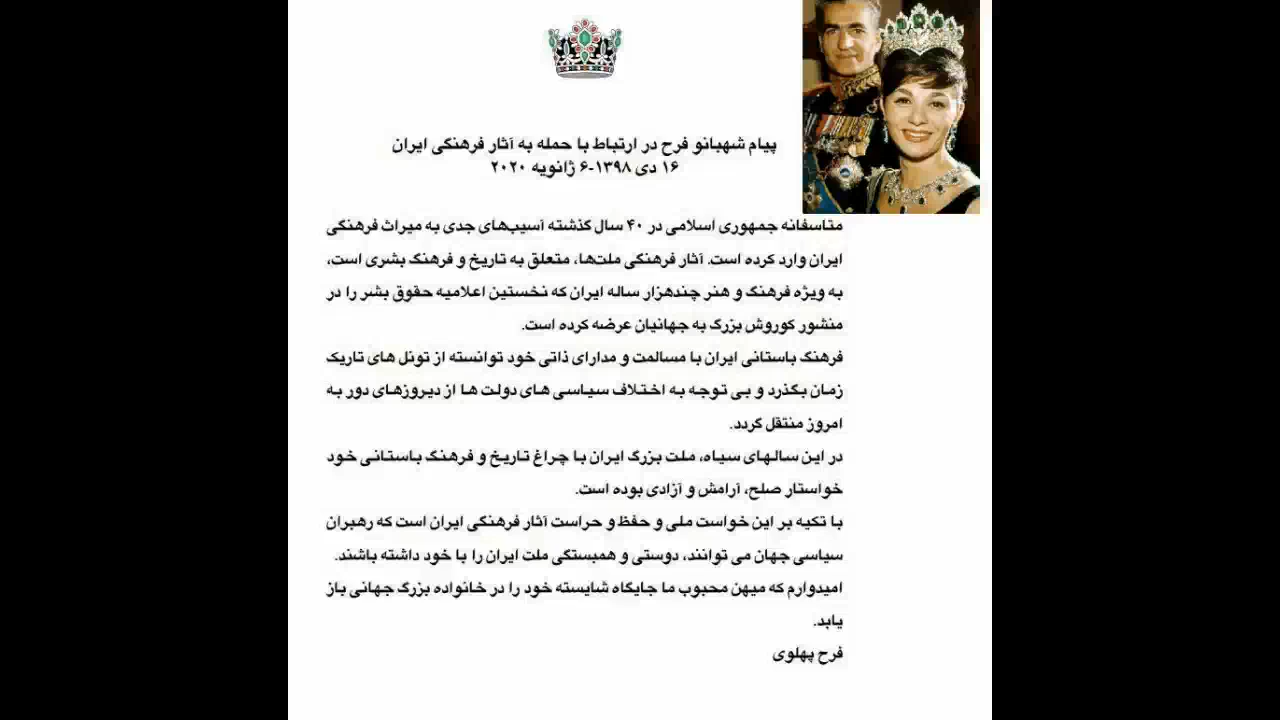 پیام شهبانو فرح در ارتباط با حمله به آثار فرهنگی ایران
۱۶ دی ۱۳۹۸-۶ ژانویه ۲۰۲۰
متاسفانه جمهوری اسلامی در ۴۰ سال گذشته آسیب‌های جدی به میراث فرهنگی
ایران وارد کرده است. آثار فرهنگی ملت‌ها، متعلق به تاریخ و فرهنگ بشری است،
به ویژه فرهنگ و هنر چندهزار ساله ایران که نخستین اعلامیه حقوق بشر را در
منشور کوروش بزرگ به جهانیان عرضه کرده است.
فرهنگ باستانی ایران با مسالمت و مدارای ذاتی خود توانسته از تونل های تاریک
زمان بگذرد و بی توجه به اختلاف سیاسی های دولت ها از دیروزهای دور به
امروز منتقل گردد.
در این سالهای سیاه، ملت بزرگ ایران با چراغ تاریخ و فرهنگ باستانی خود
خواستار صلح، آرامش و آزادی بوده است.
با تکیه بر این خواست ملی و حفظ و حراست آثار فرهنگی ایران است که رهبران
سیاسی جهان می توانند، دوستی و همبستگی ملت ایران را با خود داشته باشند.
امیدوارم که میهن محبوب ما جایگاه شایسته خود را در خانواده بزرگ جهانی باز
یابد.
فرح پهلوی